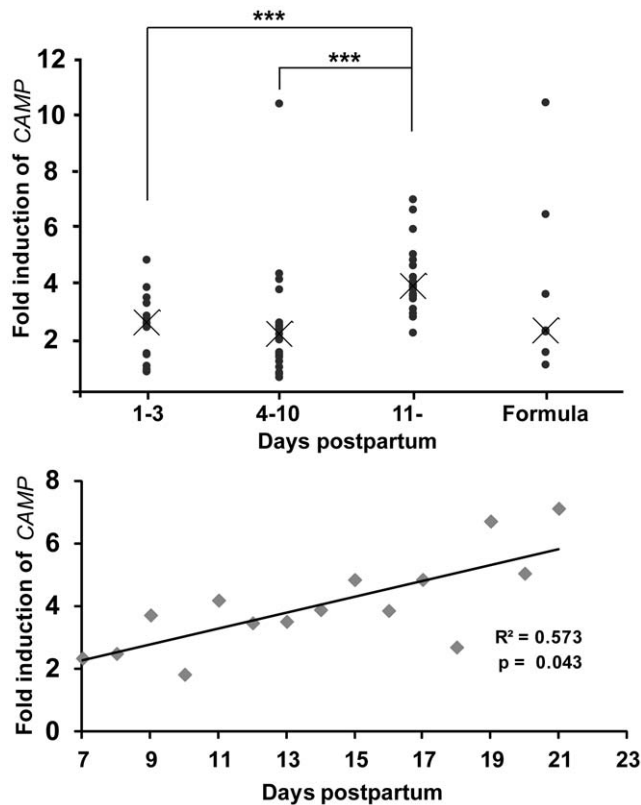 ***
***
12
10
8
6
4
2
Fold induction of CAMP
1-3 4-10 11- Formula
Days postpartum
8
6
4
2
0
Fold induction of CAMP
R² = 0.573
p = 0.043
7 9 11 13 15 17 19 21 23
Days postpartum